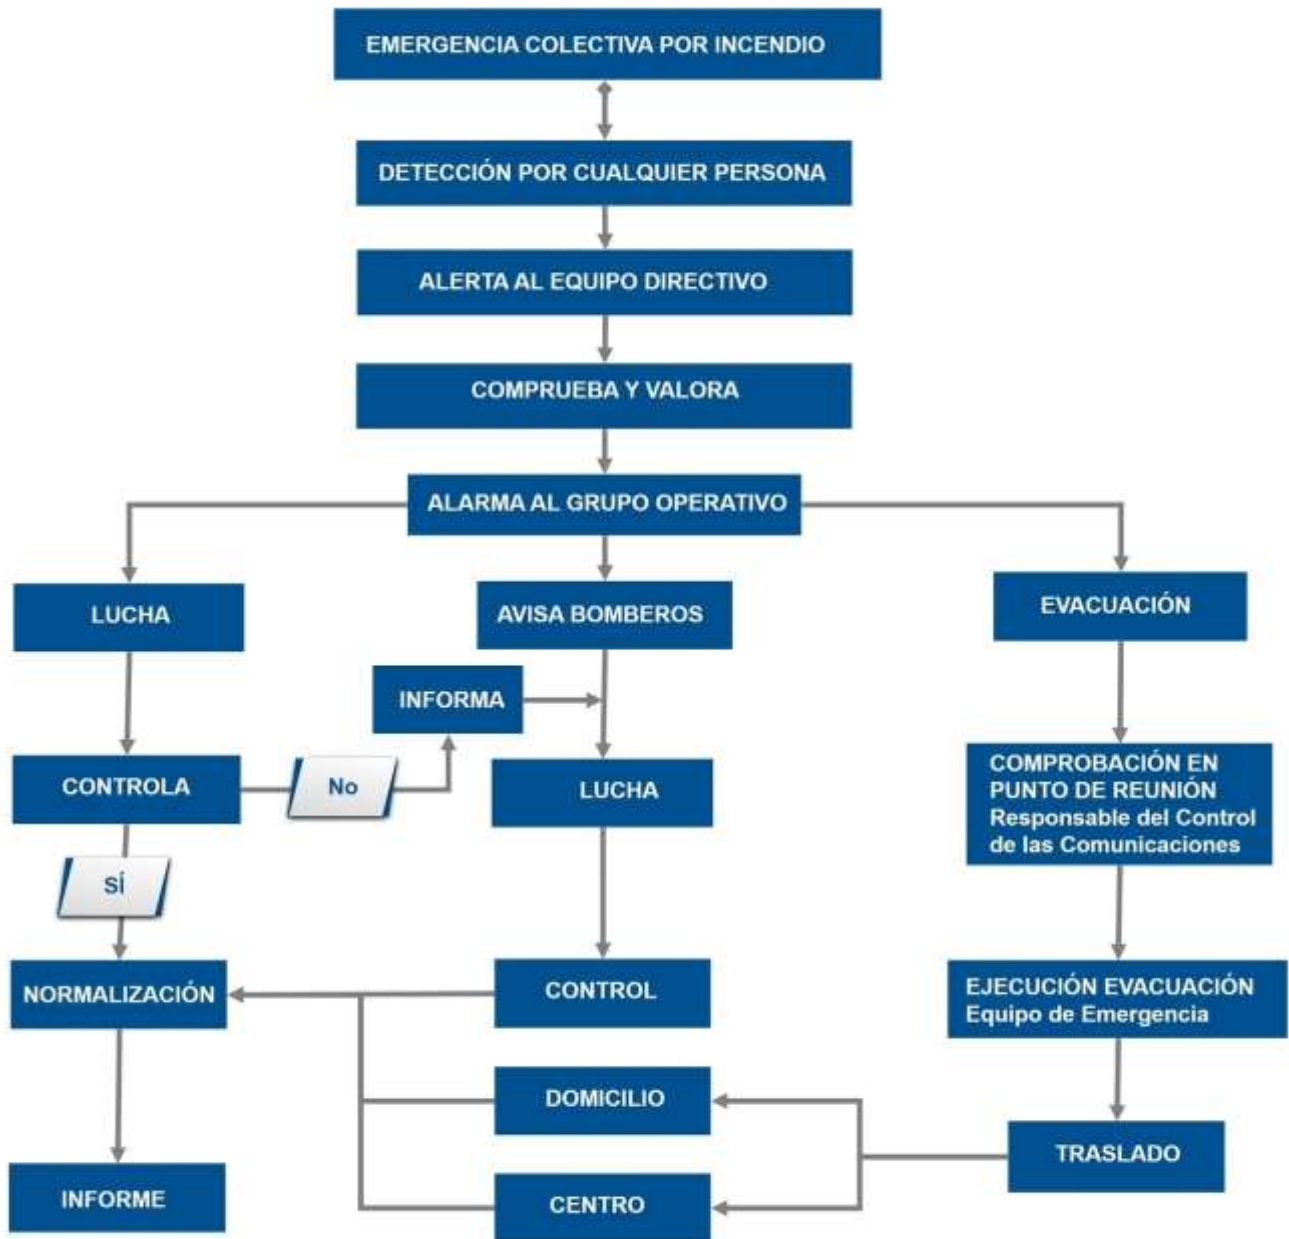 EMERGENCIA COLECTIVA POR INCENDIO
DETECCIÓN POR CUALQUIER PERSONA
ALERTA AL EQUIPO DIRECTIVO
COMPRUEBA Y VALORA
ALARMA AL GRUPO OPERATIVO
LUCHA
AVISA BOMBEROS
EVACUACIÓN
INFORMA
CONTROLA
No
LUCHA
COMPROBACIÓN EN
PUNTO DE REUNIÓN
Responsable del Control
de las Comunicaciones
SÍ
NORMALIZACIÓN
CONTROL
EJECUCIÓN EVACUACIÓN
Equipo de Emergencia
DOMICILIO
TRASLADO
INFORME
CENTRO